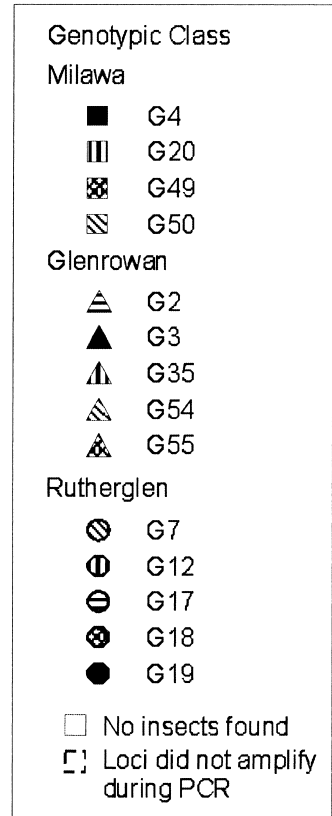 Genotypic Class
Milawa
G4
G20
G49
G50
Glenrowan
G2
G3
G35
G54
G55
Rutherglen
G7
G12
G17
G18
G19
No insects found
Loci did not amplify
during PCR